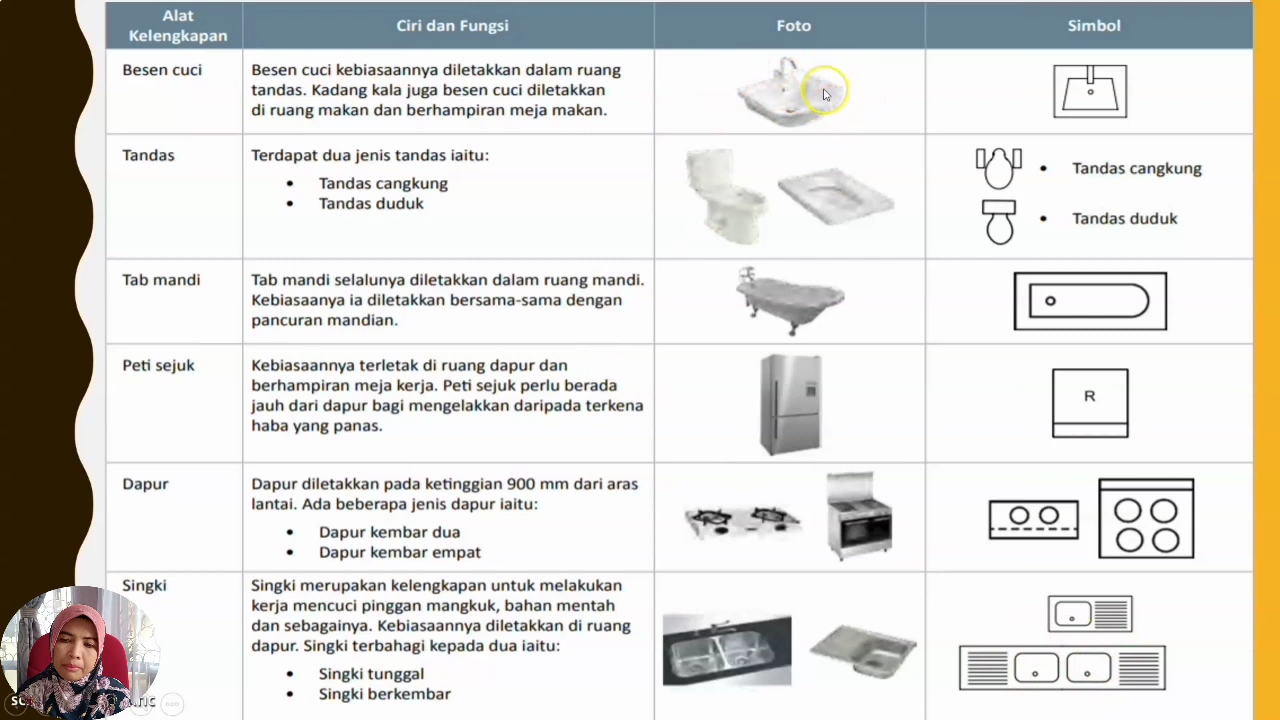 Alat
Kelengkapan
Ciri dan Fungsi
Foto
Simbol
Besen cuci
Besen cuci kebiasaannya diletakkan dalam ruang
tandas. Kadang kala juga besen cuci diletakkan
di ruang makan dan berhampiran meja makan.
Tandas
Terdapat dua jenis tandas iaitu:
• Tandas cangkung
• Tandas duduk
• Tandas cangkung
• Tandas duduk
Tab mandi
Tab mandi selalunya diletakkan dalam ruang mandi.
Kebiasaanya ia diletakkan bersama-sama dengan
pancuran mandian.
Peti sejuk
Kebiasaannya terletak di ruang dapur dan
berhampiran meja kerja. Peti sejuk perlu berada
jauh dari dapur bagi mengelakkan daripada terkena
haba yang panas.
R
Dapur
Dapur diletakkan pada ketinggian 900 mm dari aras
lantai. Ada beberapa jenis dapur iaitu:
• Dapur kembar dua
• Dapur kembar empat
Singki
Singki merupakan kelengkapan untuk melakukan
kerja mencuci pinggan mangkuk, bahan mentah
dan sebagainya. Kebiasaannya diletakkan di ruang
dapur. Singki terbahagi kepada dua iaitu:
• Singki tunggal
• Singki berkembar